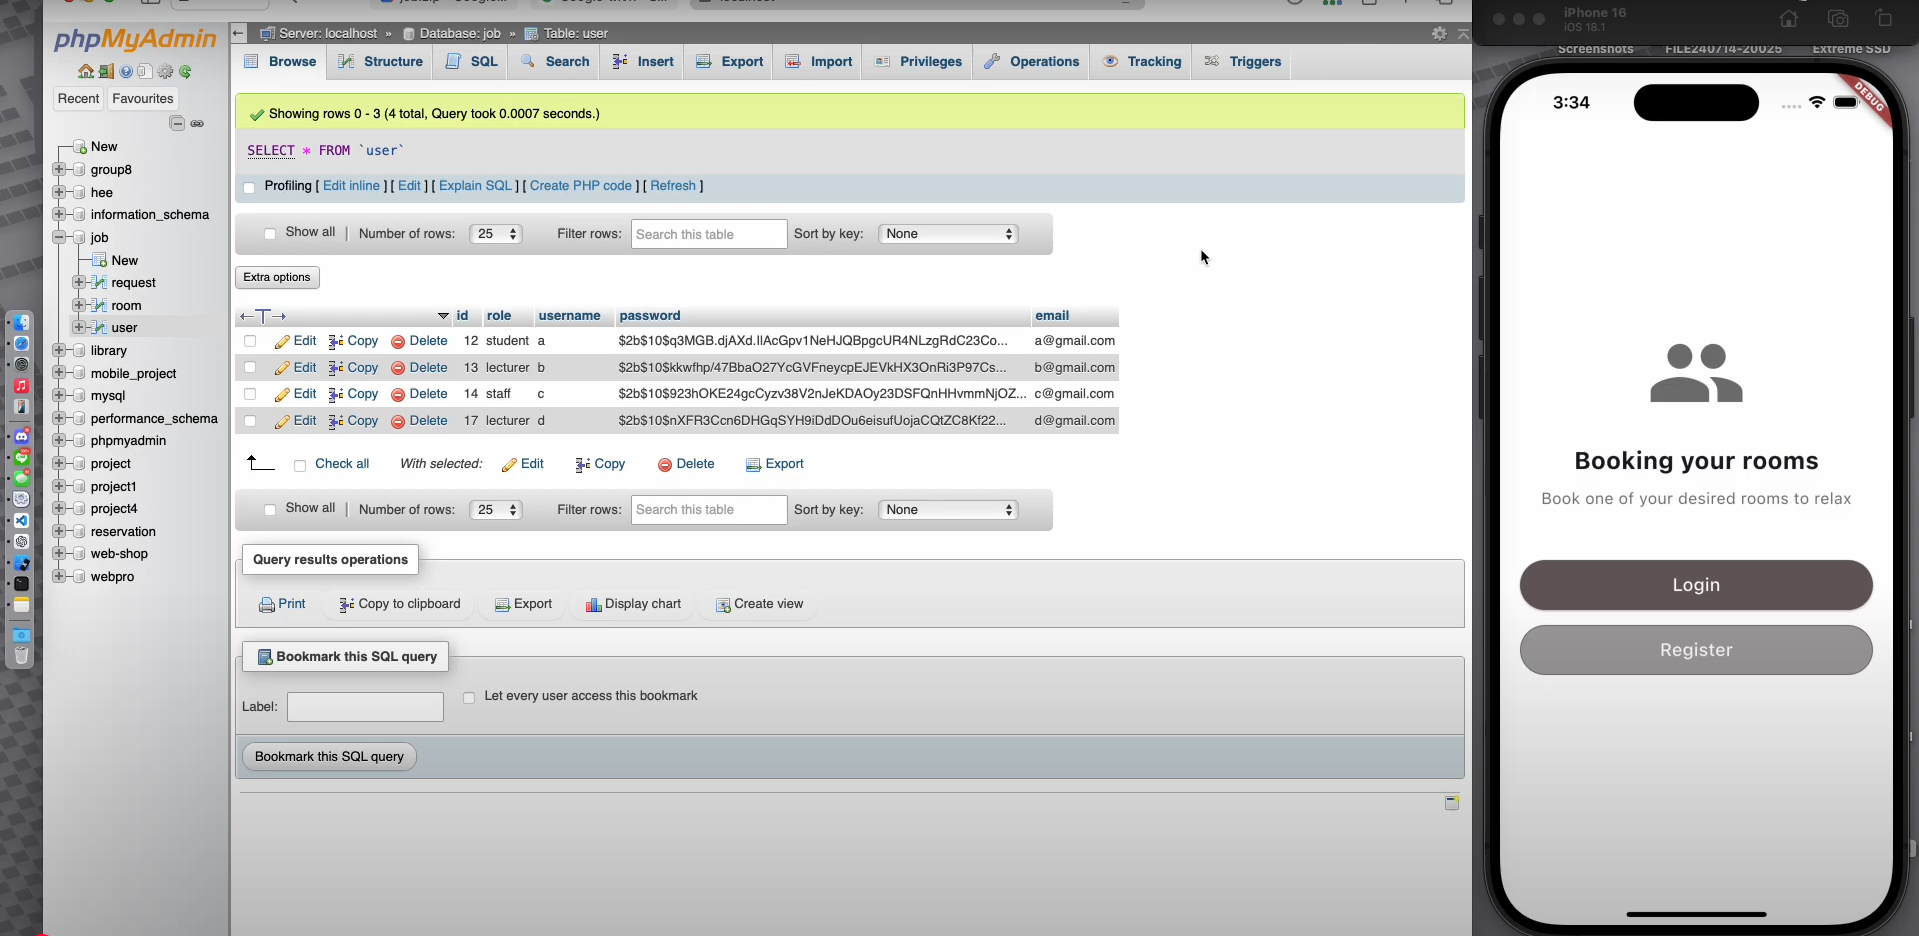 iPhone 16
iOS 18.1
Screenshots FILE240714-20025 Extreme SSD
phpMyAdmin
Recent Favourites
New
group8
hee
information_schema
job
New
request
room
user
library
mobile_project
mysql
performance_schema
phpmyadmin
project
project1
project4
reservation
web-shop
webpro
Server: localhost » Database: job » Table: user
Browse Structure SQL Search Insert Export Import Privileges Operations Tracking Triggers
Showing rows 0 - 3 (4 total, Query took 0.0007 seconds.)
SELECT * FROM `user`
Profiling [ Edit inline ] [ Edit ] [ Explain SQL ] [ Create PHP code ] [ Refresh ]
Show all | Number of rows: 25 Filter rows: Search this table Sort by key: None
Extra options
id role username password email
Edit Copy Delete 12 student a $2b$10$q3MGB.djAXd.IlAcGpv1NeHJQBpgcUR4NLzgRdC23Co... a@gmail.com
Edit Copy Delete 13 lecturer b $2b$10$kkwfhp/47BbaO27YcGVFneycpEJEVkHX3OnRi3P97Cs... b@gmail.com
Edit Copy Delete 14 staff c $2b$10$923hOKE24gcCyzv38V2nJeKDAOy23DSFQnHHvmmNjOZ... c@gmail.com
Edit Copy Delete 17 lecturer d $2b$10$nXFR3Ccn6DHGqSYH9iDdDOu6eisufUojaCQtZC8Kf22... d@gmail.com
Check all With selected: Edit Copy Delete Export
Show all | Number of rows: 25 Filter rows: Search this table Sort by key: None
Query results operations
Print Copy to clipboard Export Display chart Create view
Bookmark this SQL query
Label: Let every user access this bookmark
Bookmark this SQL query
3:34
DEBUG
Booking your rooms
Book one of your desired rooms to relax
Login
Register